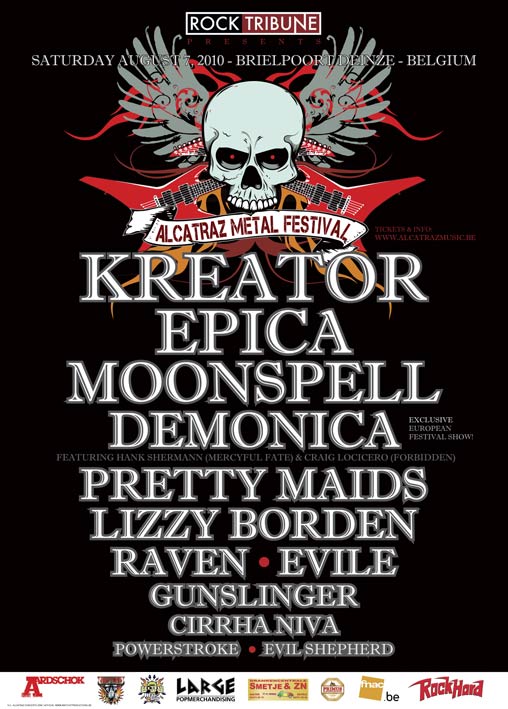 ROCK TRIBUNE
PRESENTS
SATURDAY AUGUST 7, 2010 - BRIELPOORT DEINZE - BELGIUM
ALCATRAZ METAL FESTIVAL
TICKETS & INFO:
WWW.ALCATRAZMUSIC.BE
KREATOR
EPICA
MOONSPELL
DEMONICA
EXCLUSIVE
EUROPEAN
FESTIVAL SHOW!
FEATURING HANK SHERMANN (MERCYFUL FATE) & CRAIG LOCICERO (FORBIDDEN)
PRETTY MAIDS
LIZZY BORDEN
RAVEN • EVILE
GUNSLINGER
CIRRHA NIVA
POWERSTROKE • EVIL SHEPHERD
AARDSCHOK
LARGE
POPMERCHANDISING
DRANKENCENTRALE
SMETJE & ZN
PRIMUS
fnac
.be
RockHard